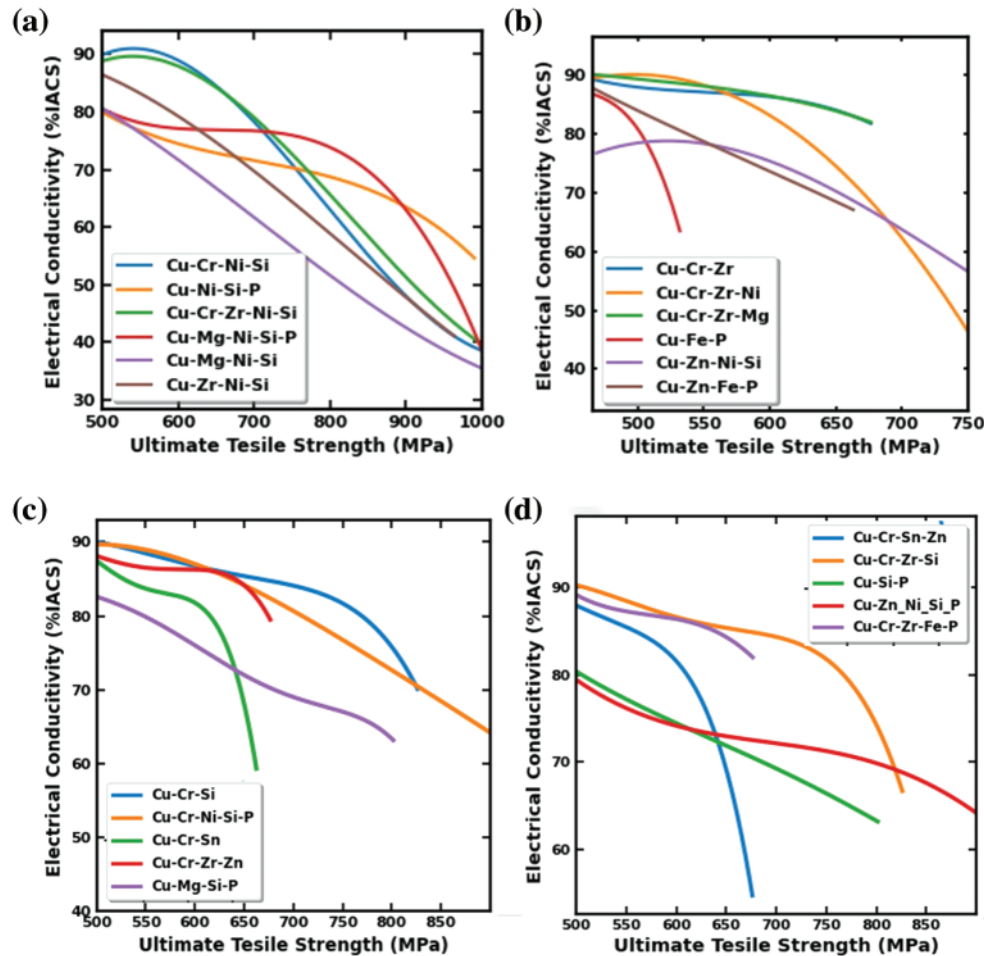 (a)
Electrical Conducitivity (%IACS)
90
80
70
60
50
40
30
Cu-Cr-Ni-Si
Cu-Ni-Si-P
Cu-Cr-Zr-Ni-Si
Cu-Mg-Ni-Si-P
Cu-Mg-Ni-Si
Cu-Zr-Ni-Si
500 600 700 800 900 1000
Ultimate Tesile Strength (MPa)
(b)
Electrical Conducitivity (%IACS)
90
80
70
60
50
40
Cu-Cr-Zr
Cu-Cr-Zr-Ni
Cu-Cr-Zr-Mg
Cu-Fe-P
Cu-Zn-Ni-Si
Cu-Zn-Fe-P
500 550 600 650 700 750
Ultimate Tesile Strength (MPa)
(c)
Electrical Conducitivity (%IACS)
90
80
70
60
50
40
Cu-Cr-Si
Cu-Cr-Ni-Si-P
Cu-Cr-Sn
Cu-Cr-Zr-Zn
Cu-Mg-Si-P
500 550 600 650 700 750 800 850
Ultimate Tesile Strength (MPa)
(d)
Electrical Conducitivity (%IACS)
90
80
70
60
Cu-Cr-Sn-Zn
Cu-Cr-Zr-Si
Cu-Si-P
Cu-Zn_Ni_Si_P
Cu-Cr-Zr-Fe-P
500 550 600 650 700 750 800 850
Ultimate Tesile Strength (MPa)